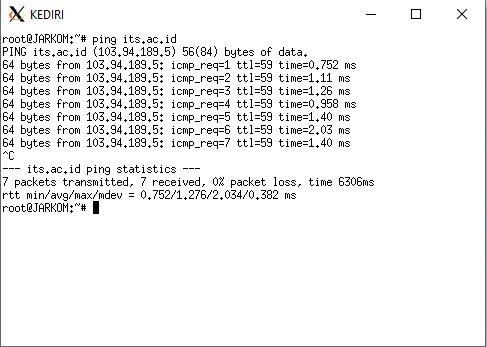 KEDIRI
root@JARKOM:~# ping its.ac.id
PING its.ac.id (103.94.189.5) 56(84) bytes of data.
64 bytes from 103.94.189.5: icmp_req=1 ttl=59 time=0.752 ms
64 bytes from 103.94.189.5: icmp_req=2 ttl=59 time=1.11 ms
64 bytes from 103.94.189.5: icmp_req=3 ttl=59 time=1.26 ms
64 bytes from 103.94.189.5: icmp_req=4 ttl=59 time=0.958 ms
64 bytes from 103.94.189.5: icmp_req=5 ttl=59 time=1.40 ms
64 bytes from 103.94.189.5: icmp_req=6 ttl=59 time=2.03 ms
64 bytes from 103.94.189.5: icmp_req=7 ttl=59 time=1.40 ms
^C
--- its.ac.id ping statistics ---
7 packets transmitted, 7 received, 0% packet loss, time 6306ms
rtt min/avg/max/mdev = 0.752/1.276/2.034/0.382 ms
root@JARKOM:~#